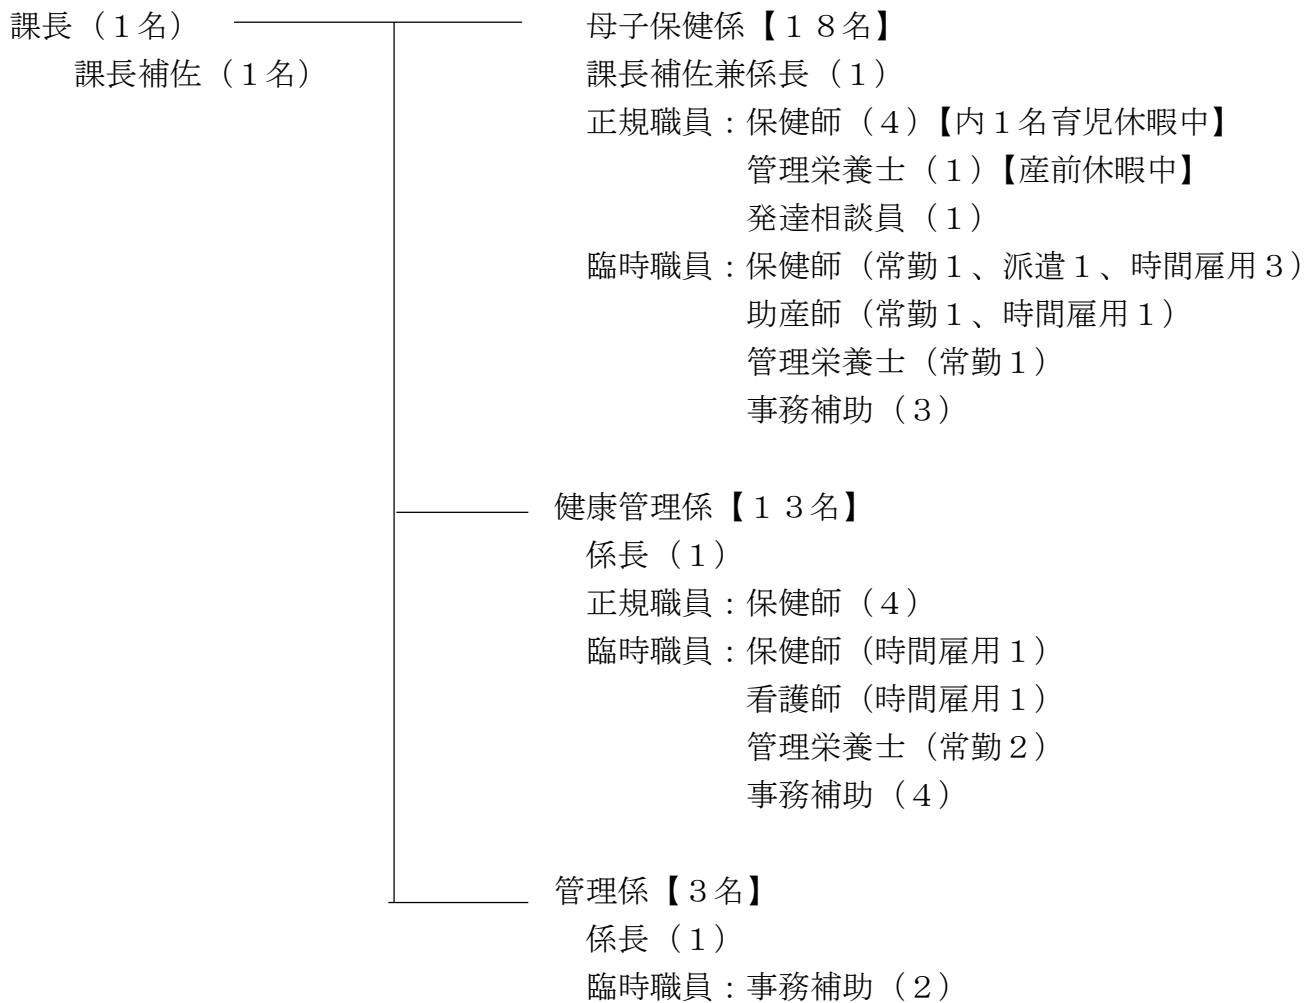 課長（１名）　母子保健係【１８名】
課長補佐（１名）　課長補佐兼係長（１）
正規職員：保健師（４）【内１名育児休暇中】
管理栄養士（１）【産前休暇中】
発達相談員（１）
臨時職員：保健師（常勤１、派遣１、時間雇用３）
助産師（常勤１、時間雇用１）
管理栄養士（常勤１）
事務補助（３）
健康管理係【１３名】
係長（１）
正規職員：保健師（４）
臨時職員：保健師（時間雇用１）
看護師（時間雇用１）
管理栄養士（常勤２）
事務補助（４）
管理係【３名】
係長（１）
臨時職員：事務補助（２）